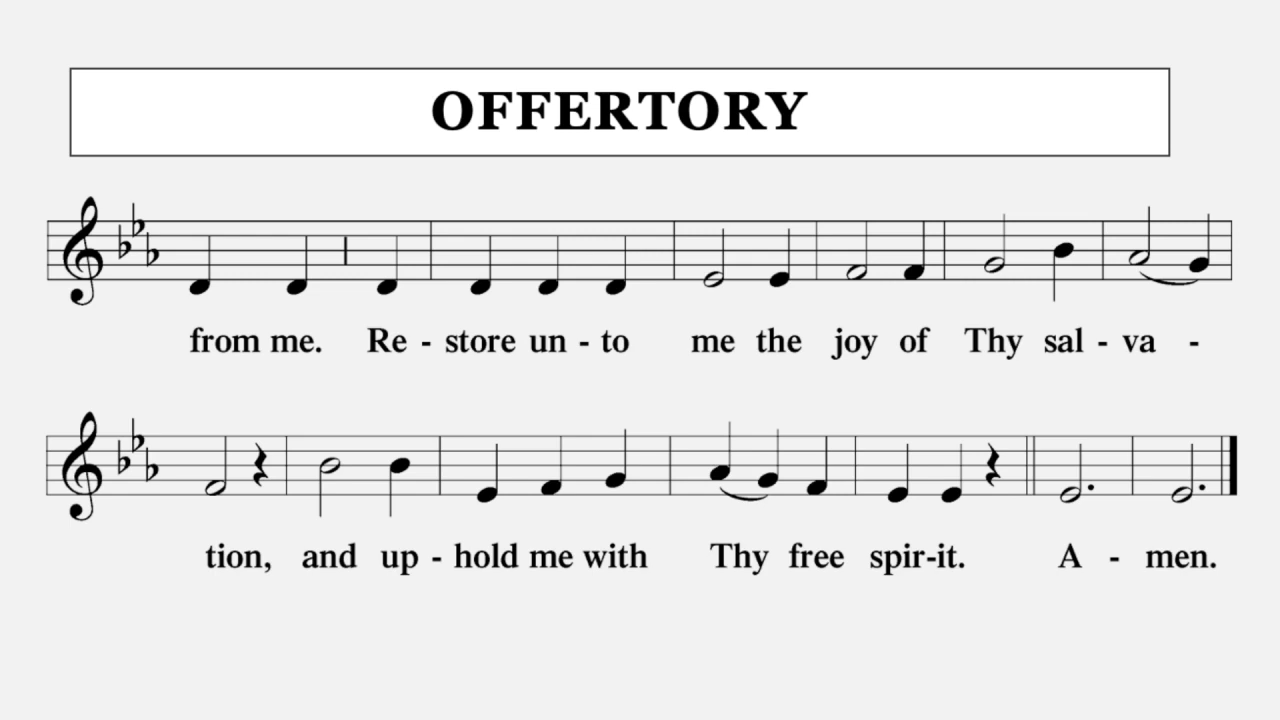 OFFERTORY
from me. Re - store un - to me the joy of Thy sal - va -
tion, and up - hold me with Thy free spir-it. A - men.